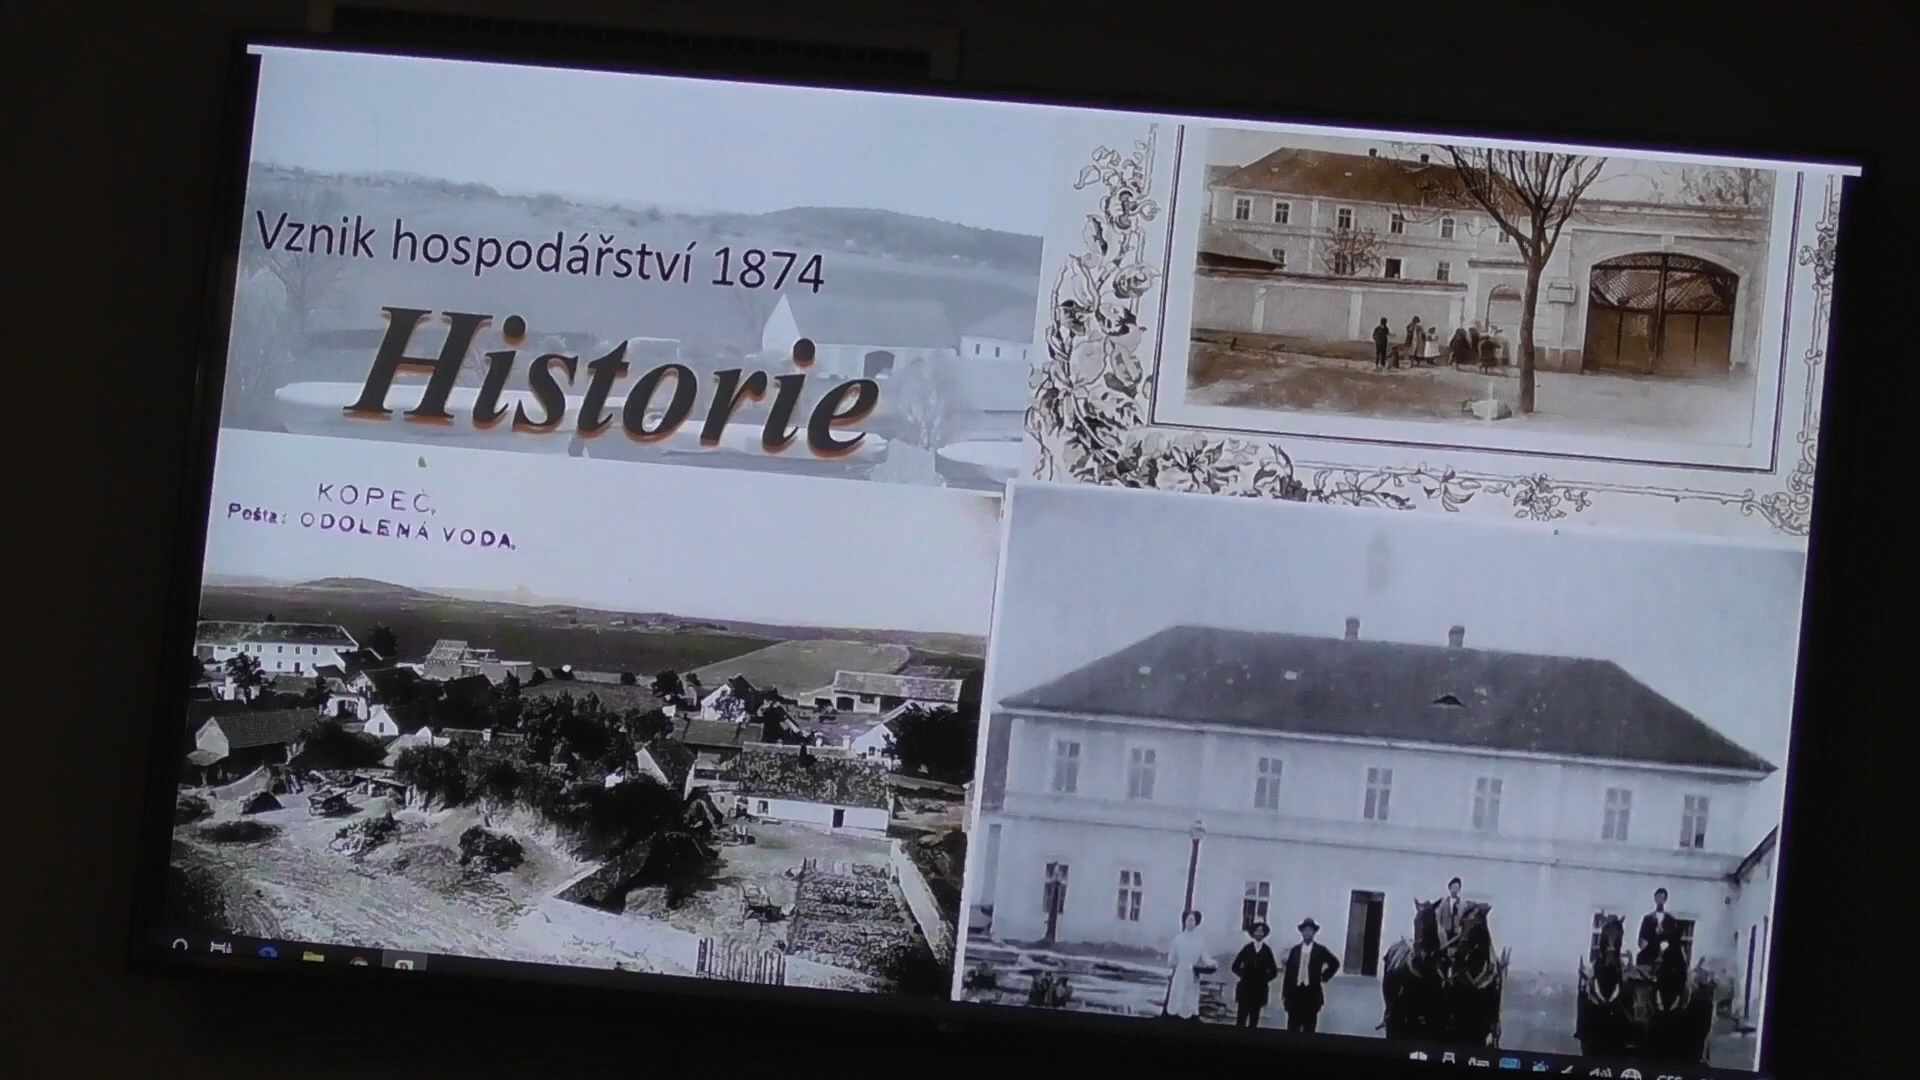 Vznik hospodářství 1874
Historie
KOPEČ,
Pošta: ODOLENÁ VODA.